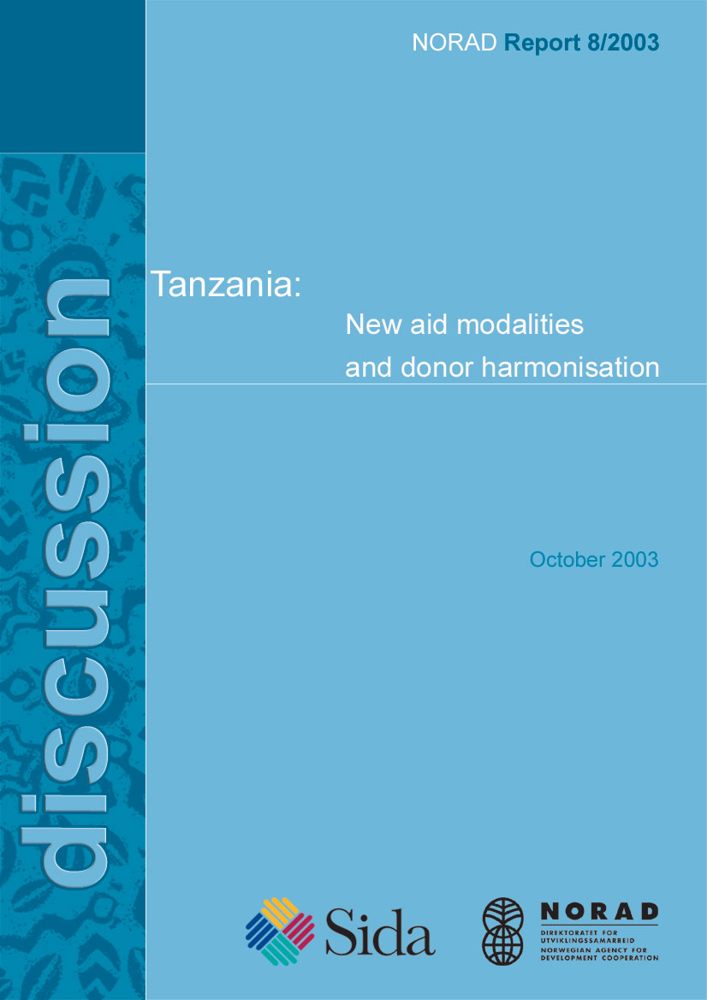 NORAD Report 8/2003
Tanzania:
New aid modalities
and donor harmonisation
discussion
October 2003
Sida
NORAD
DIREKTORATET FOR
UTVIKLINGSSAMARBEID
NORWEGIAN AGENCY FOR
DEVELOPMENT COOPERATION